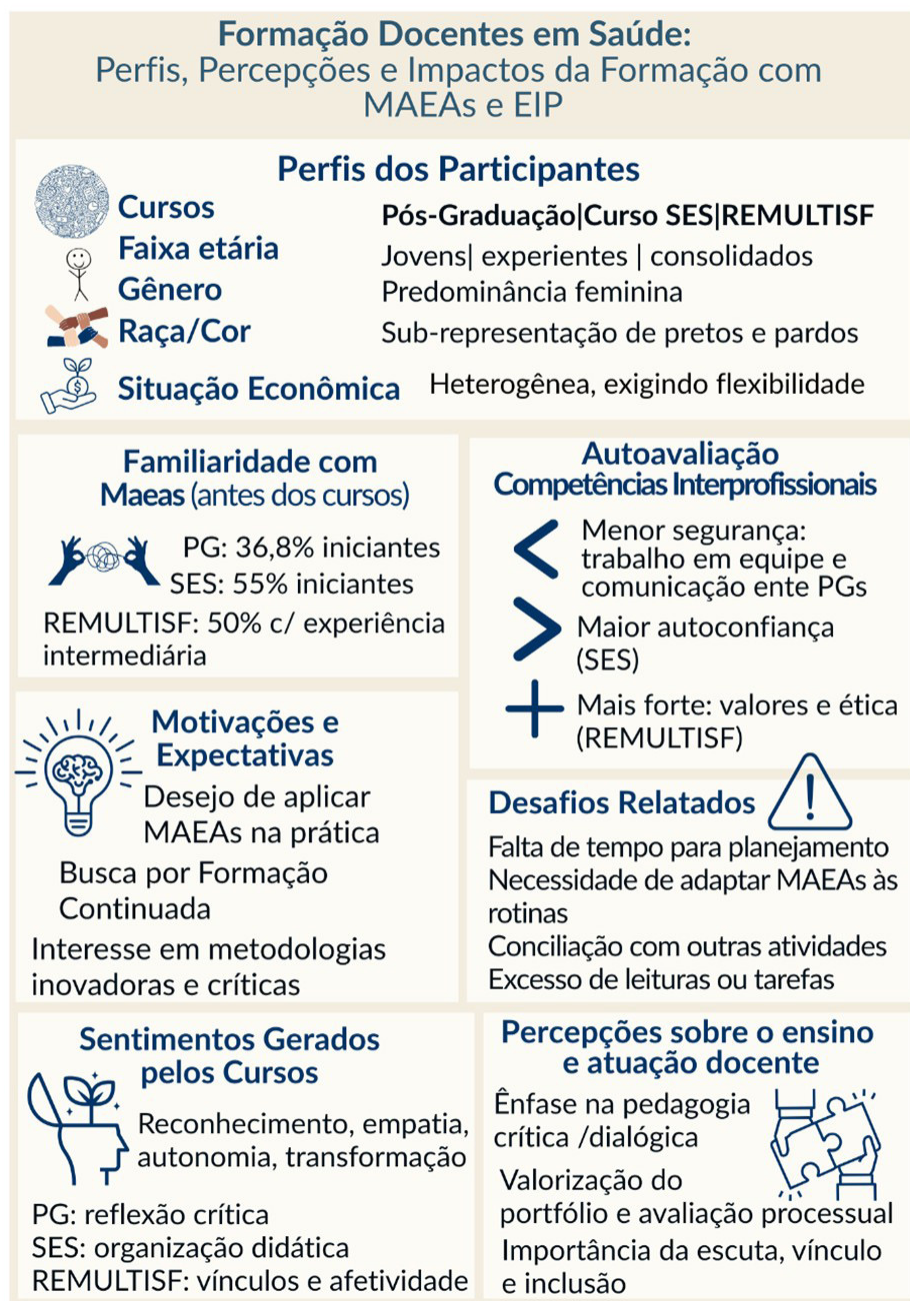 Formação Docentes em Saúde:
Perfis, Percepções e Impactos da Formação com
MAEAs e EIP
Perfis dos Participantes
Cursos
Pós-Graduação|Curso SES|REMULTISF
Faixa etária
Jovens| experientes | consolidados
Gênero
Predominância feminina
Raça/Cor
Sub-representação de pretos e pardos
Situação Econômica
Heterogênea, exigindo flexibilidade
Familiaridade com
Maeas (antes dos cursos)
PG: 36,8% iniciantes
SES: 55% iniciantes
REMULTISF: 50% c/ experiência
intermediária
Autoavaliação
Competências Interprofissionais
<
Menor segurança:
trabalho em equipe e
comunicação ente PGs
>
Maior autoconfiança
(SES)
+
Mais forte: valores e ética
(REMULTISF)
Motivações e
Expectativas
Desejo de aplicar
MAEAs na prática
Busca por Formação
Continuada
Interesse em metodologias
inovadoras e críticas
Desafios Relatados
!
Falta de tempo para planejamento
Necessidade de adaptar MAEAs às
rotinas
Conciliação com outras atividades
Excesso de leituras ou tarefas
Sentimentos Gerados
pelos Cursos
Reconhecimento, empatia,
autonomia, transformação
PG: reflexão crítica
SES: organização didática
REMULTISF: vínculos e afetividade
Percepções sobre o ensino
e atuação docente
Ênfase na pedagogia
crítica /dialógica
Valorização do
portfólio e avaliação processual
Importância da escuta, vínculo
e inclusão